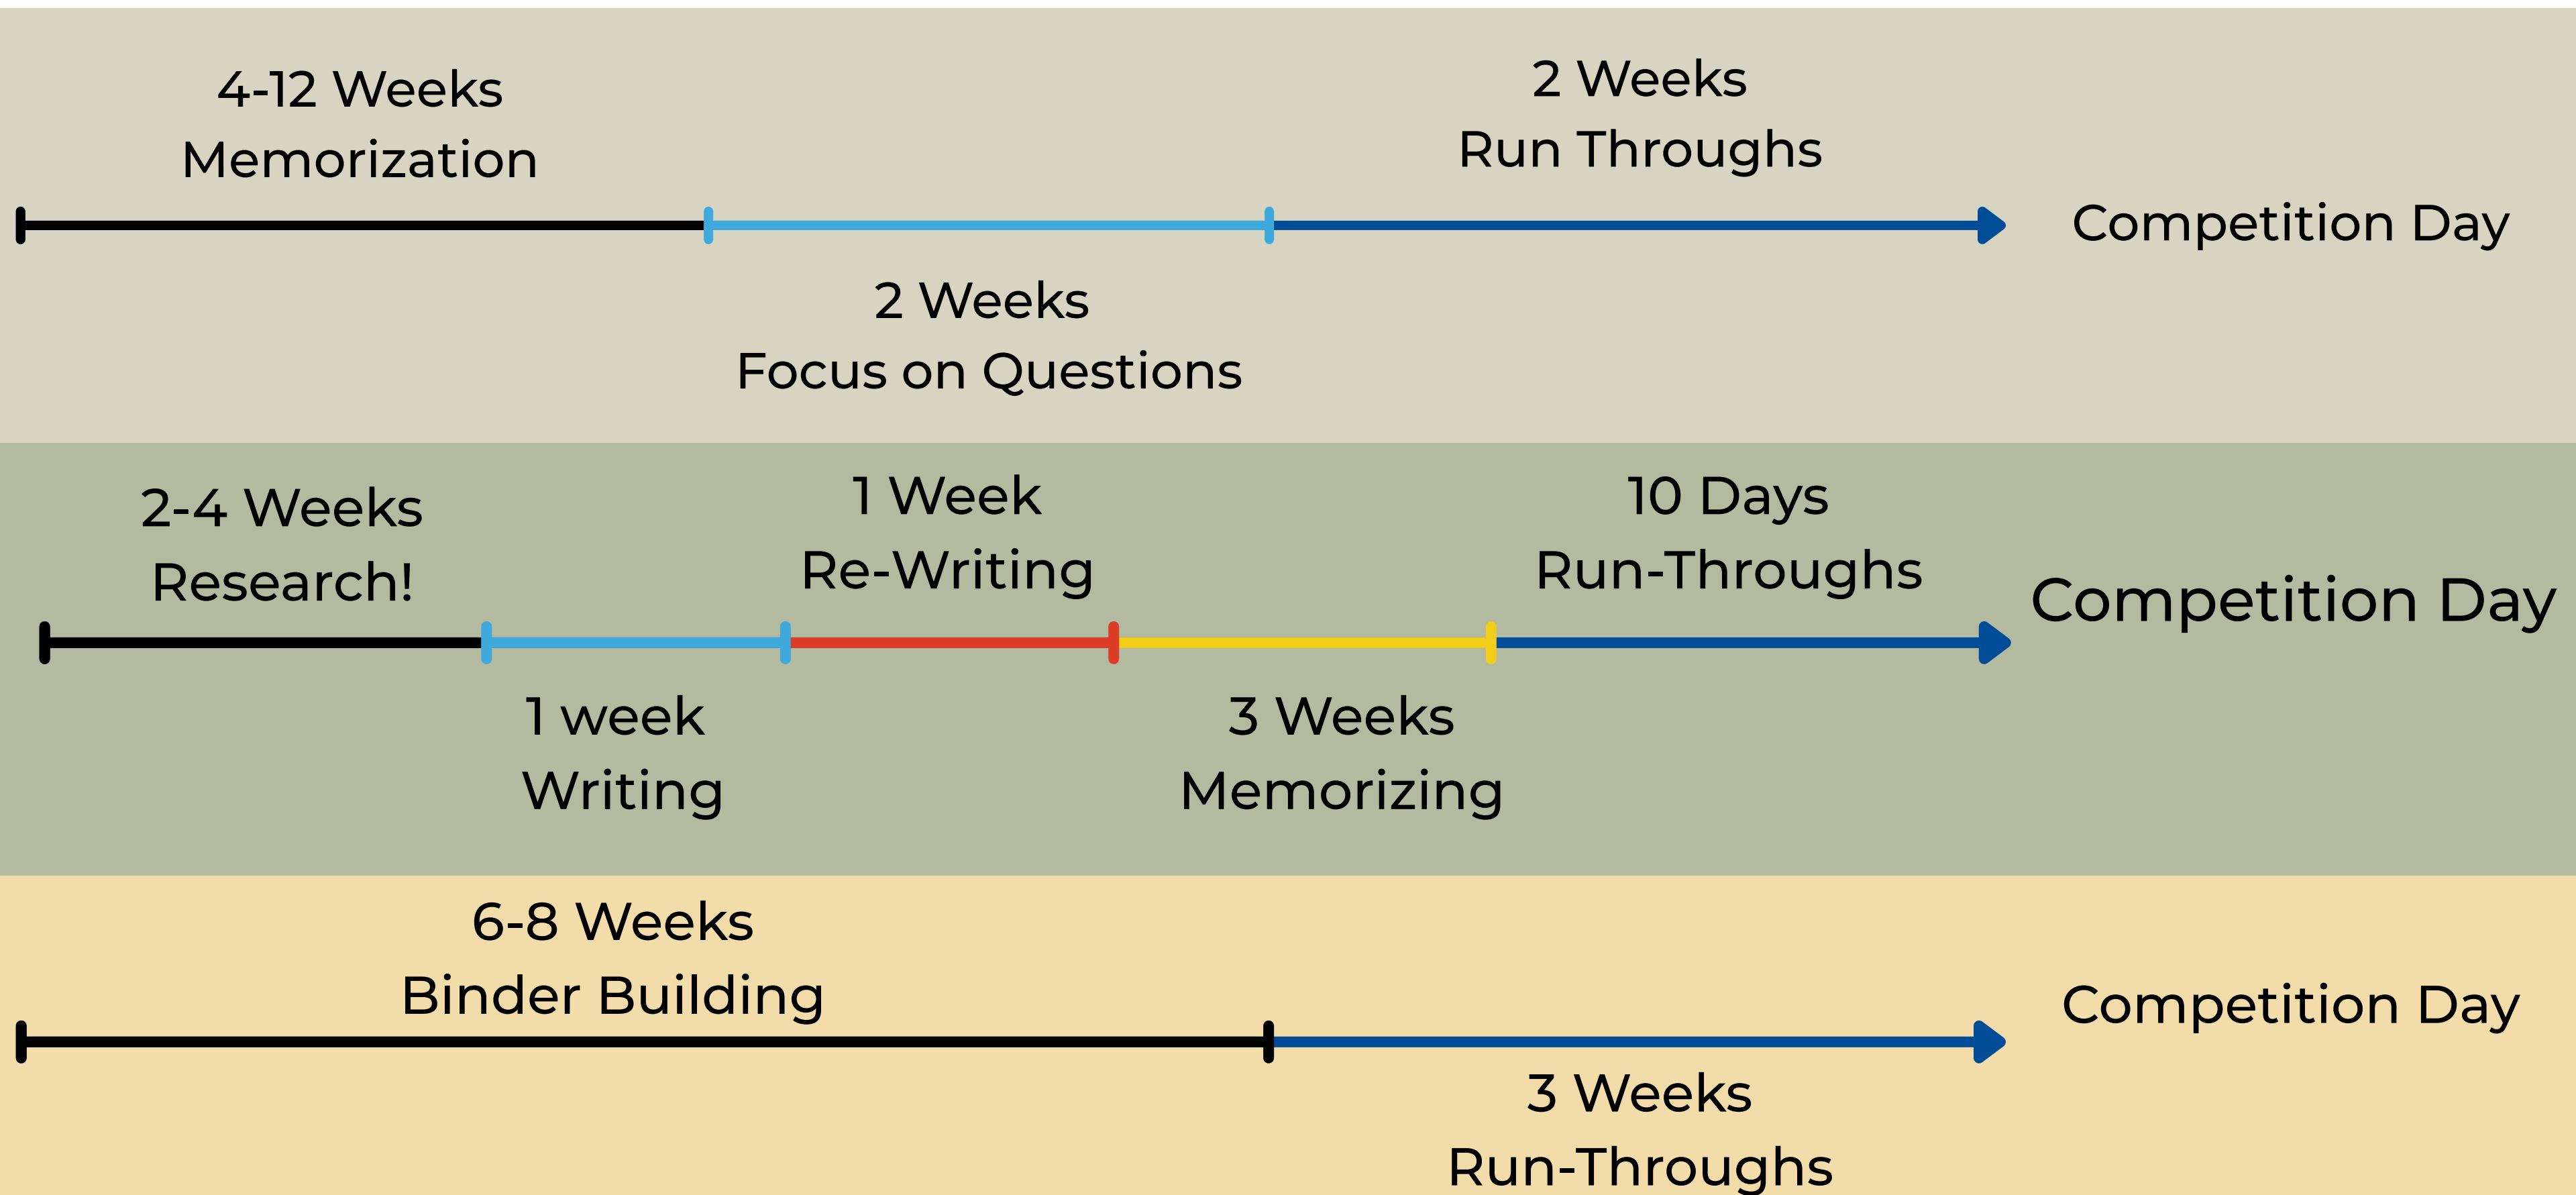 4-12 Weeks
Memorization
2 Weeks
Run Throughs
Competition Day
2 Weeks
Focus on Questions
2-4 Weeks
Research!
1 Week
Re-Writing
10 Days
Run-Throughs
Competition Day
1 week
Writing
3 Weeks
Memorizing
6-8 Weeks
Binder Building
Competition Day
3 Weeks
Run-Throughs